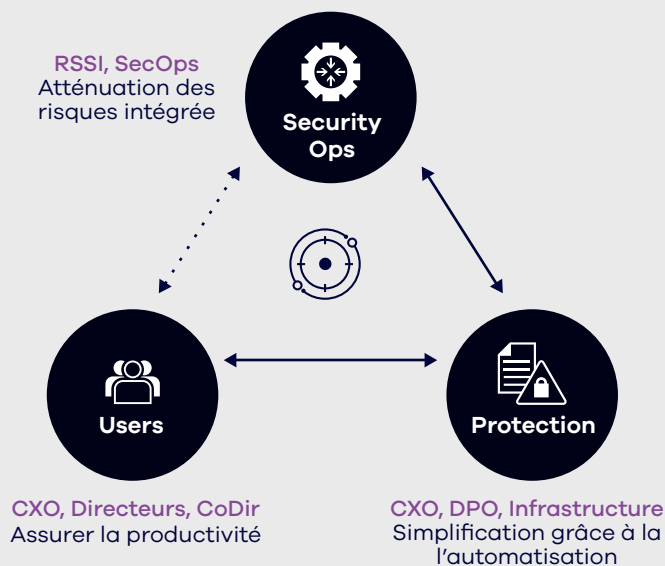 RSSI, SecOps
Atténuation des
risques intégrée
Security
Ops
Users
Protection
CXO, Directeurs, CoDir
Assurer la productivité
CXO, DPO, Infrastructure
Simplification grâce à la
l'automatisation